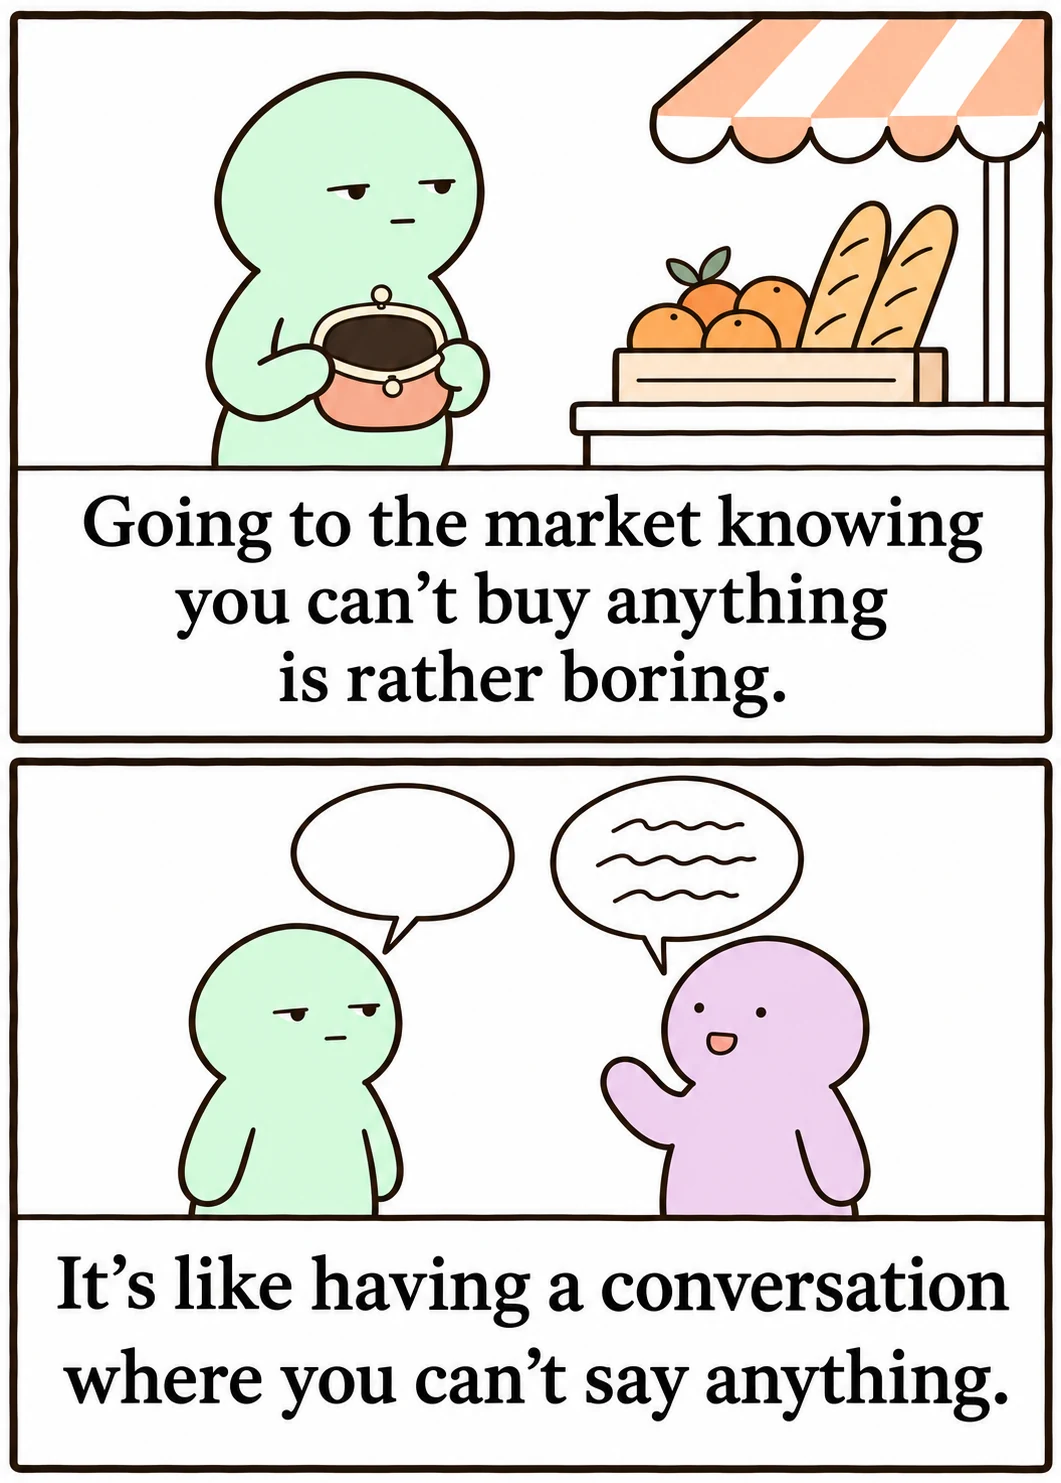 Going to the market knowing
you can’t buy anything
is rather boring.
It’s like having a conversation
where you can’t say anything.